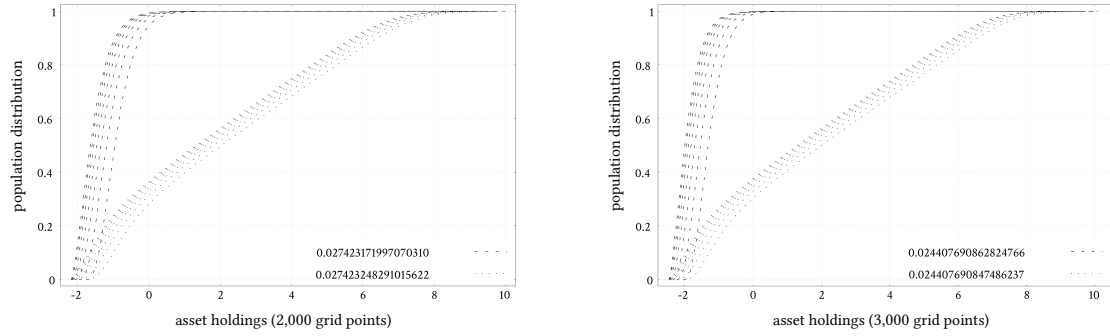 1
0.8
0.6
0.4
0.2
0
population distribution
0.027423171997070310
0.027423248291015622
-2 0 2 4 6 8 10
asset holdings (2,000 grid points)
1
0.8
0.6
0.4
0.2
0
population distribution
0.024407690862824766
0.024407690847486237
-2 0 2 4 6 8 10
asset holdings (3,000 grid points)